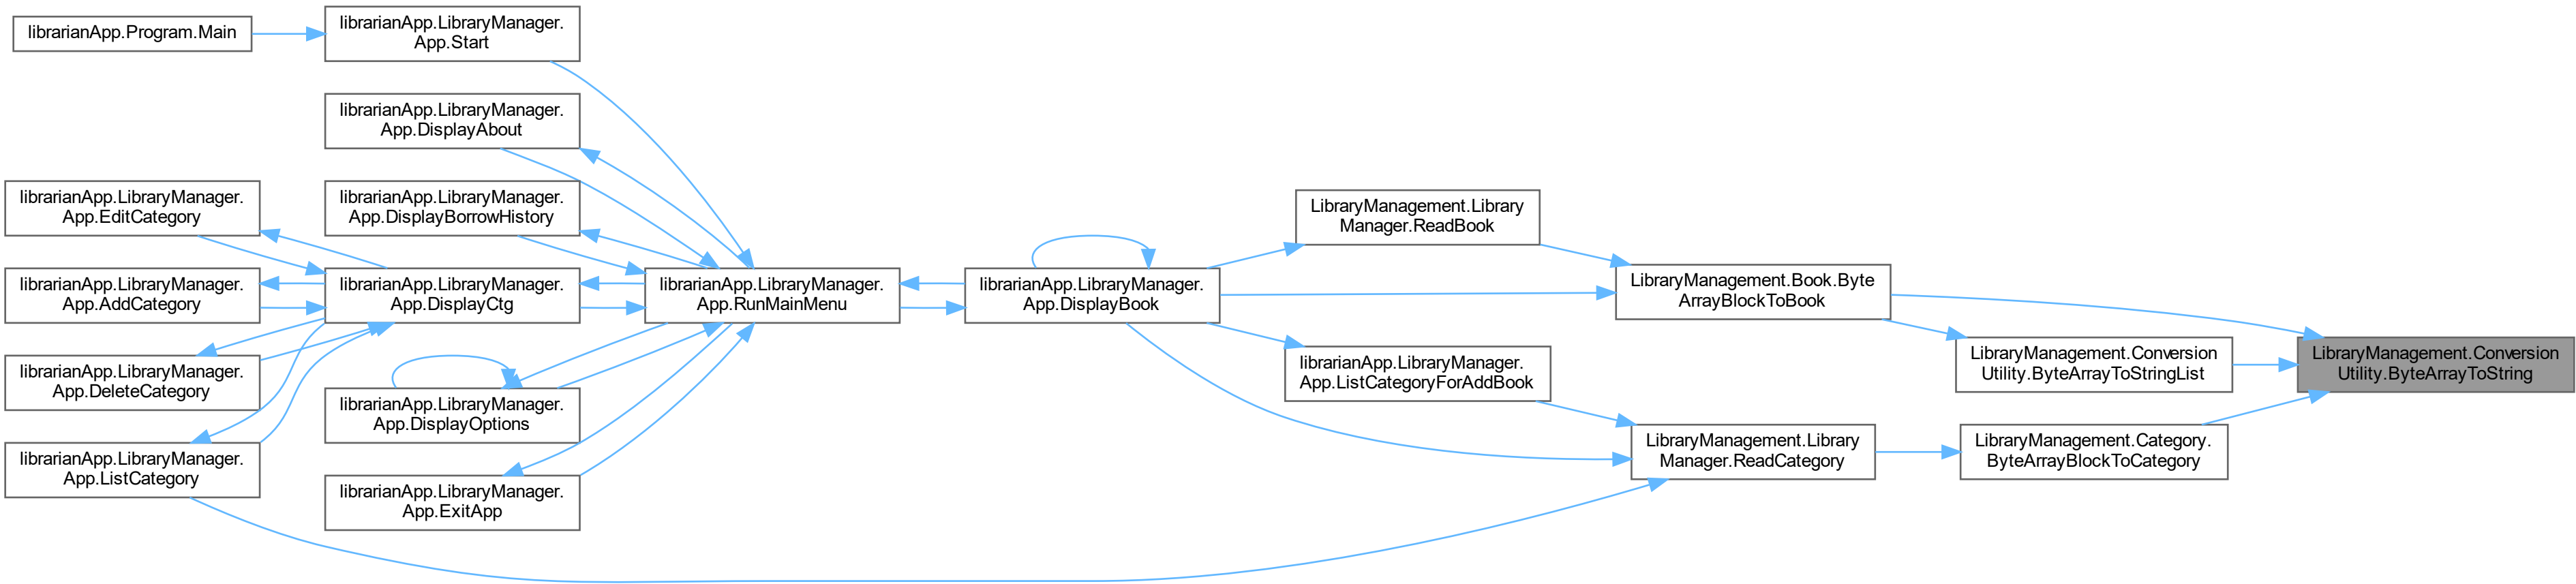 librarianApp.Program.Main
librarianApp.LibraryManager.
App.Start
librarianApp.LibraryManager.
App.DisplayAbout
librarianApp.LibraryManager.
App.EditCategory
librarianApp.LibraryManager.
App.DisplayBorrowHistory
librarianApp.LibraryManager.
App.AddCategory
librarianApp.LibraryManager.
App.DisplayCtg
librarianApp.LibraryManager.
App.RunMainMenu
librarianApp.LibraryManager.
App.DisplayBook
LibraryManagement.Library
Manager.ReadBook
LibraryManagement.Book.Byte
ArrayBlockToBook
librarianApp.LibraryManager.
App.DeleteCategory
librarianApp.LibraryManager.
App.DisplayOptions
librarianApp.LibraryManager.
App.ListCategoryForAddBook
LibraryManagement.Conversion
Utility.ByteArrayToStringList
LibraryManagement.Conversion
Utility.ByteArrayToString
librarianApp.LibraryManager.
App.ListCategory
librarianApp.LibraryManager.
App.ExitApp
LibraryManagement.Library
Manager.ReadCategory
LibraryManagement.Category.
ByteArrayBlockToCategory